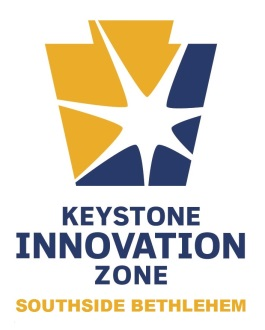 KEYSTONE
INNOVATION
ZONE
SOUTHSIDE BETHLEHEM